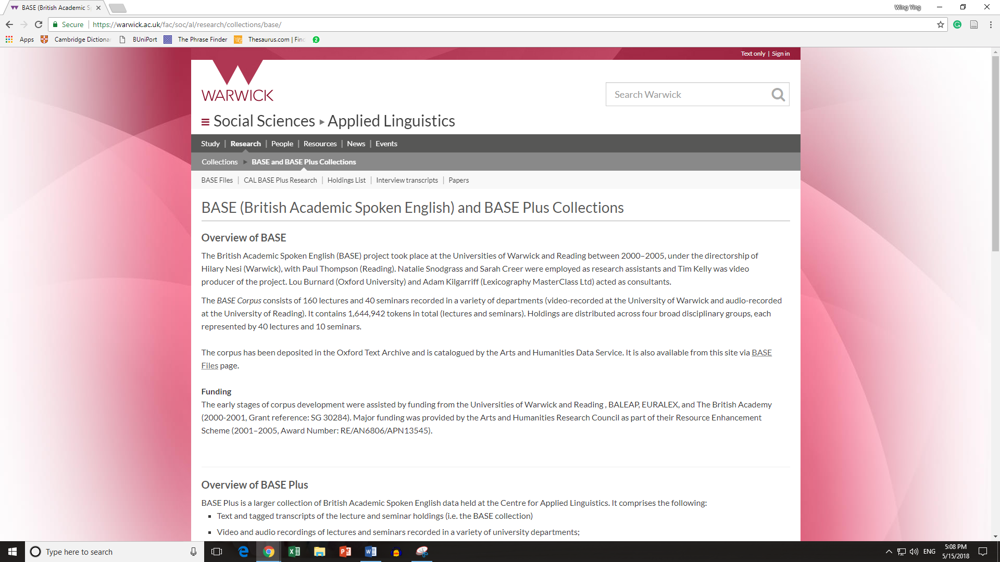 BASE (British Academic S
Wing Ying
Secure
https://warwick.ac.uk/fac/soc/al/research/collections/base/
Apps
Cambridge Dictiona
BUniPort
The Phrase Finder
Thesaurus.com | Fin
2
Text only | Sign in
WARWICK
Search Warwick
Social Sciences ▸ Applied Linguistics
Study | Research | People | Resources | News | Events
Collections ▸ BASE and BASE Plus Collections
BASE Files | CAL BASE Plus Research | Holdings List | Interview transcripts | Papers
BASE (British Academic Spoken English) and BASE Plus Collections
Overview of BASE
The British Academic Spoken English (BASE) project took place at the Universities of Warwick and Reading between 2000–2005, under the directorship of
Hilary Nesi (Warwick), with Paul Thompson (Reading). Natalie Snodgrass and Sarah Creer were employed as research assistants and Tim Kelly was video
producer of the project. Lou Burnard (Oxford University) and Adam Kilgarriff (Lexicography MasterClass Ltd) acted as consultants.
The BASE Corpus consists of 160 lectures and 40 seminars recorded in a variety of departments (video-recorded at the University of Warwick and audio-recorded
at the University of Reading). It contains 1,644,942 tokens in total (lectures and seminars). Holdings are distributed across four broad disciplinary groups, each
represented by 40 lectures and 10 seminars.
The corpus has been deposited in the Oxford Text Archive and is catalogued by the Arts and Humanities Data Service. It is also available from this site via BASE
Files page.
Funding
The early stages of corpus development were assisted by funding from the Universities of Warwick and Reading , BALEAP, EURALEX, and The British Academy
(2000-2001, Grant reference: SG 30284). Major funding was provided by the Arts and Humanities Research Council as part of their Resource Enhancement
Scheme (2001–2005, Award Number: RE/AN6806/APN13545).
Overview of BASE Plus
BASE Plus is a larger collection of British Academic Spoken English data held at the Centre for Applied Linguistics. It comprises the following:
▪ Text and tagged transcripts of the lecture and seminar holdings (i.e. the BASE collection)
▪ Video and audio recordings of lectures and seminars recorded in a variety of university departments;
Type here to search
ENG
5:08 PM
5/15/2018